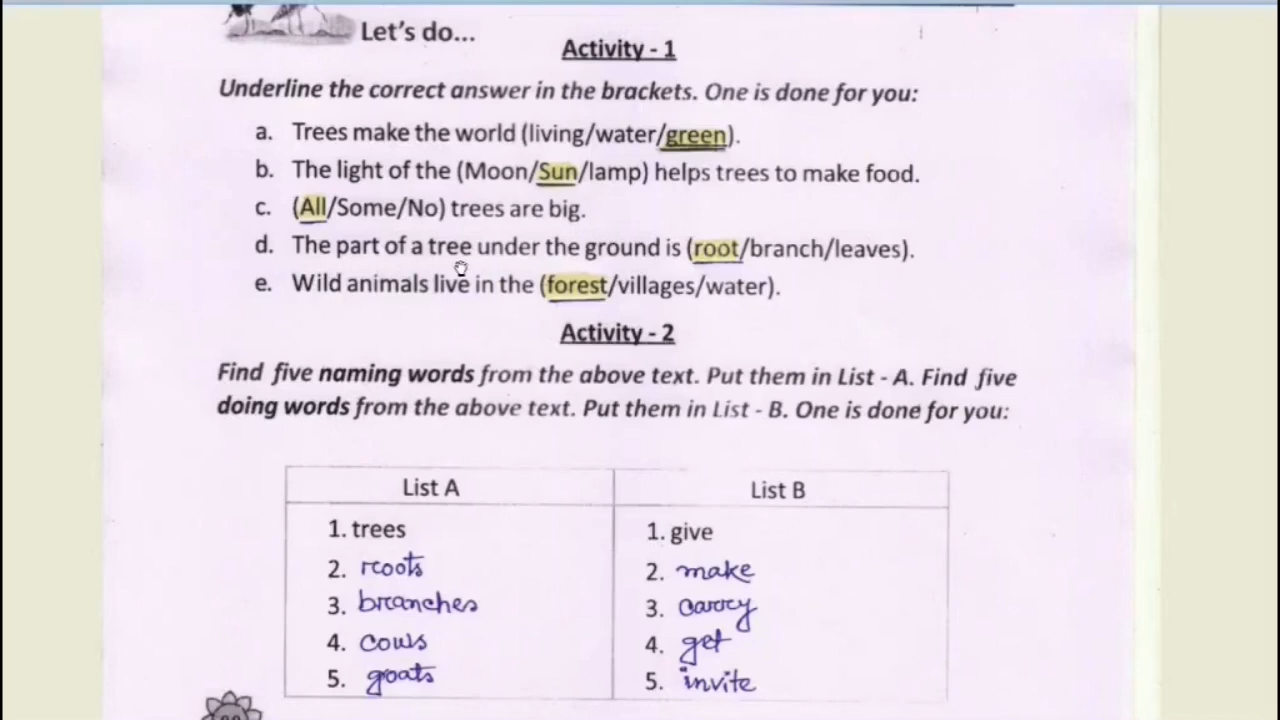 Let's do...
Activity - 1
Underline the correct answer in the brackets. One is done for you:
a. Trees make the world (living/water/green).
b. The light of the (Moon/Sun/lamp) helps trees to make food.
c. (All/Some/No) trees are big.
d. The part of a tree under the ground is (root/branch/leaves).
e. Wild animals live in the (forest/villages/water).
Activity - 2
Find five naming words from the above text. Put them in List - A. Find five
doing words from the above text. Put them in List - B. One is done for you:
List A List B
1. trees 1. give
2. roots 2. make
3. branches 3. carry
4. cows 4. get
5. goats 5. invite